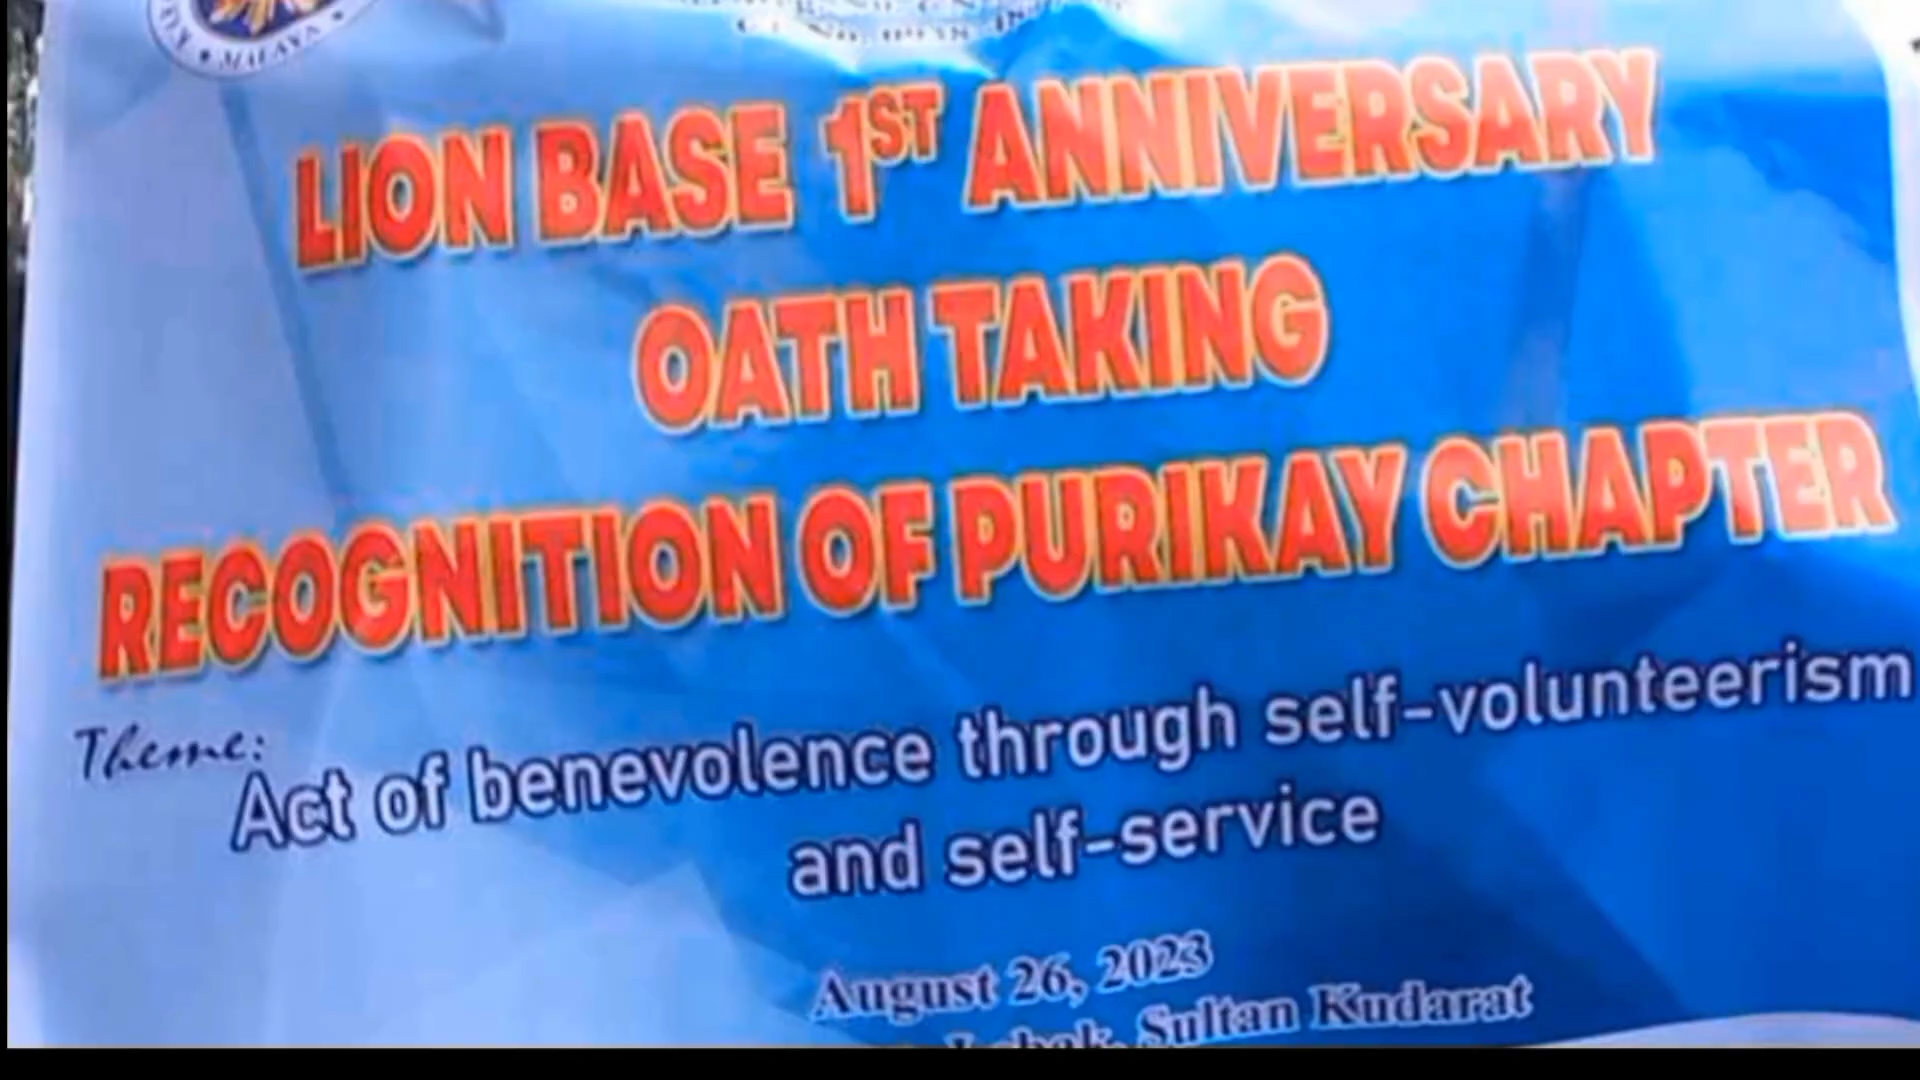 MALAYA
LION BASE 1ST ANNIVERSARY
OATH TAKING
RECOGNITION OF PURIKAY CHAPTER
Theme:
Act of benevolence through self-volunteerism
and self-service
August 26, 2023
Sultan Kudarat